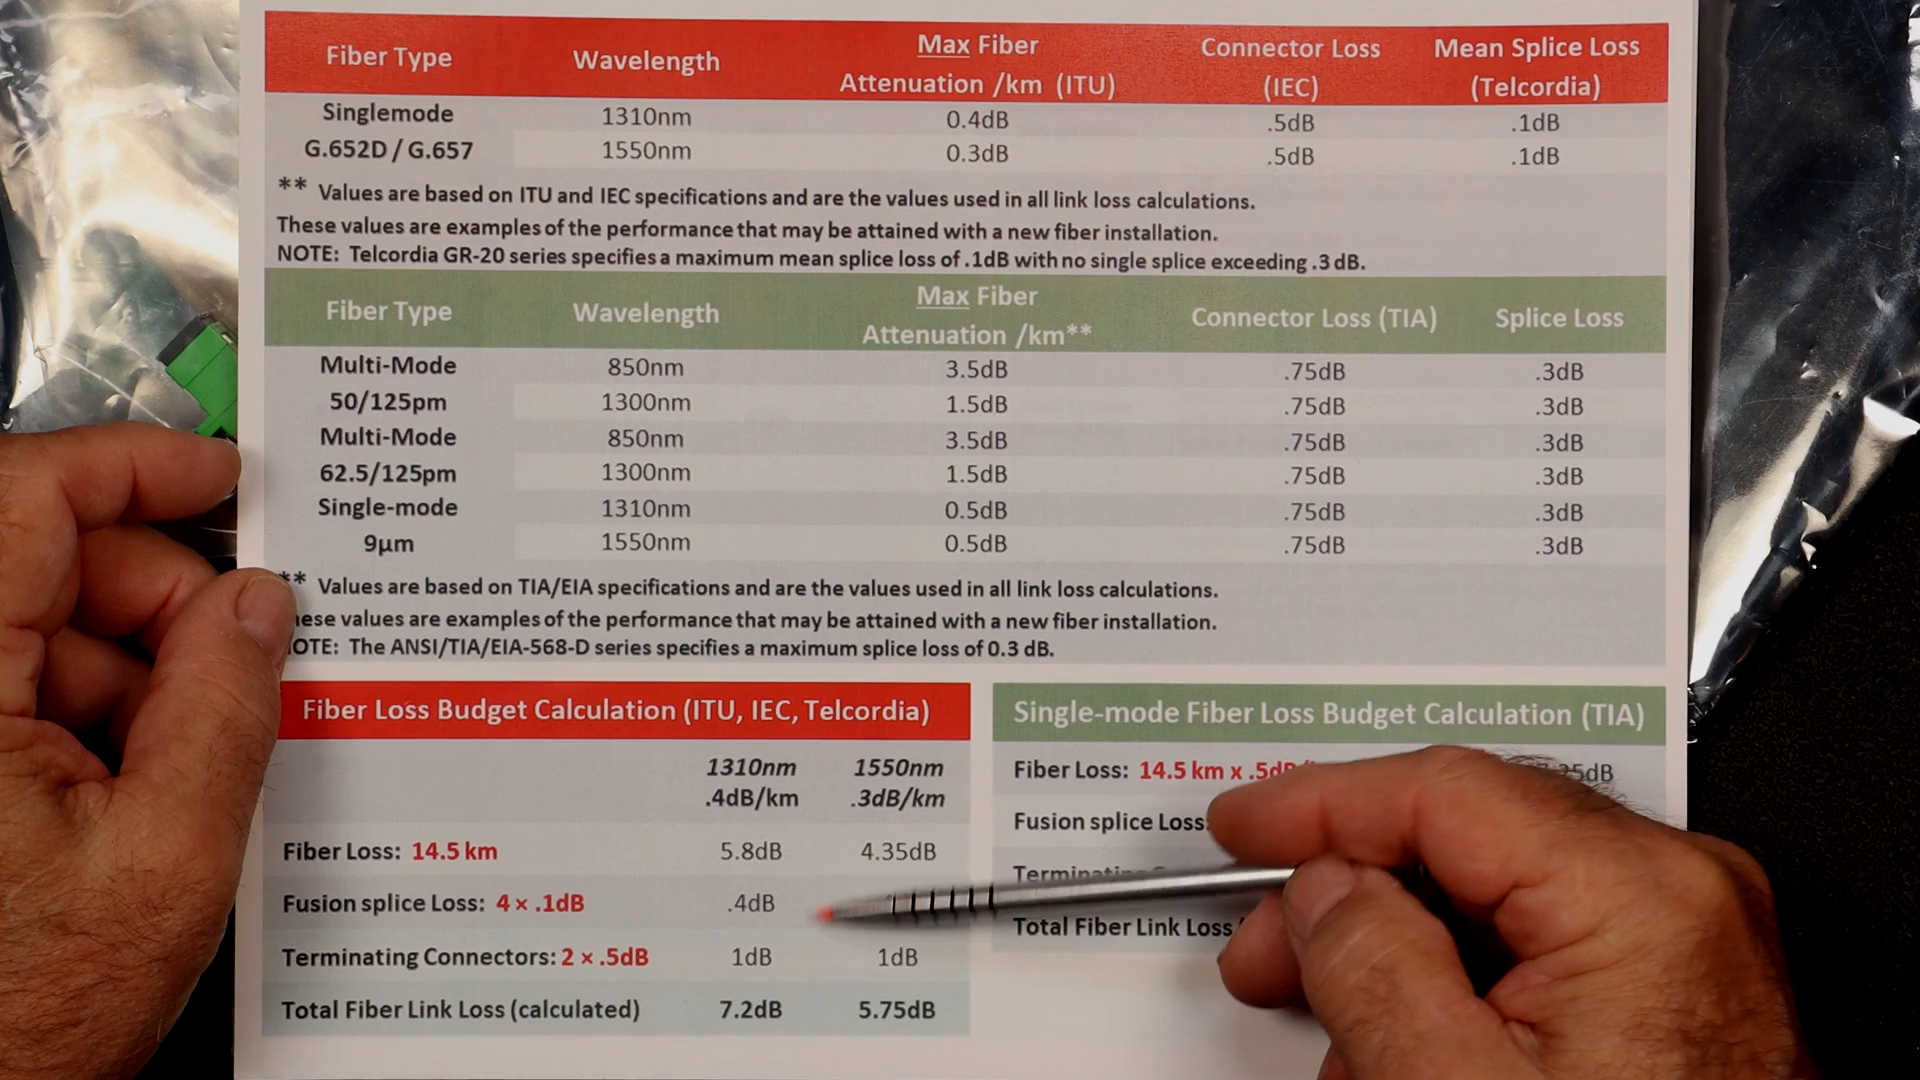 Fiber Type Wavelength Max Fiber Attenuation /km (ITU) Connector Loss (IEC) Mean Splice Loss (Telcordia)
Singlemode 1310nm 0.4dB .5dB .1dB
G.652D / G.657 1550nm 0.3dB .5dB .1dB
** Values are based on ITU and IEC specifications and are the values used in all link loss calculations.
These values are examples of the performance that may be attained with a new fiber installation.
NOTE: Telcordia GR-20 series specifies a maximum mean splice loss of .1dB with no single splice exceeding .3 dB.
Fiber Type Wavelength Max Fiber Attenuation /km** Connector Loss (TIA) Splice Loss
Multi-Mode 850nm 3.5dB .75dB .3dB
50/125pm 1300nm 1.5dB .75dB .3dB
Multi-Mode 850nm 3.5dB .75dB .3dB
62.5/125pm 1300nm 1.5dB .75dB .3dB
Single-mode 1310nm 0.5dB .75dB .3dB
9µm 1550nm 0.5dB .75dB .3dB
** Values are based on TIA/EIA specifications and are the values used in all link loss calculations.
ese values are examples of the performance that may be attained with a new fiber installation.
OTE: The ANSI/TIA/EIA-568-D series specifies a maximum splice loss of 0.3 dB.
Fiber Loss Budget Calculation (ITU, IEC, Telcordia)
1310nm 1550nm
.4dB/km .3dB/km
Fiber Loss: 14.5 km 5.8dB 4.35dB
Fusion splice Loss: 4 × .1dB .4dB
Terminating Connectors: 2 × .5dB 1dB 1dB
Total Fiber Link Loss (calculated) 7.2dB 5.75dB
Single-mode Fiber Loss Budget Calculation (TIA)
Fiber Loss: 14.5 km x .5dB
Fusion splice Loss:
Terminating
Total Fiber Link Loss